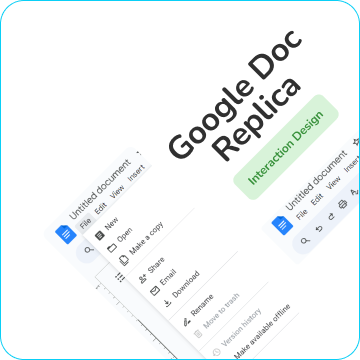 Google Doc
Replica
Interaction Design
Untitled document
File Edit View Insert
New
Open
Make a copy
Share
Email
Download
Rename
Move to trash
Version history
Make available offline
Untitled document
File Edit View Insert